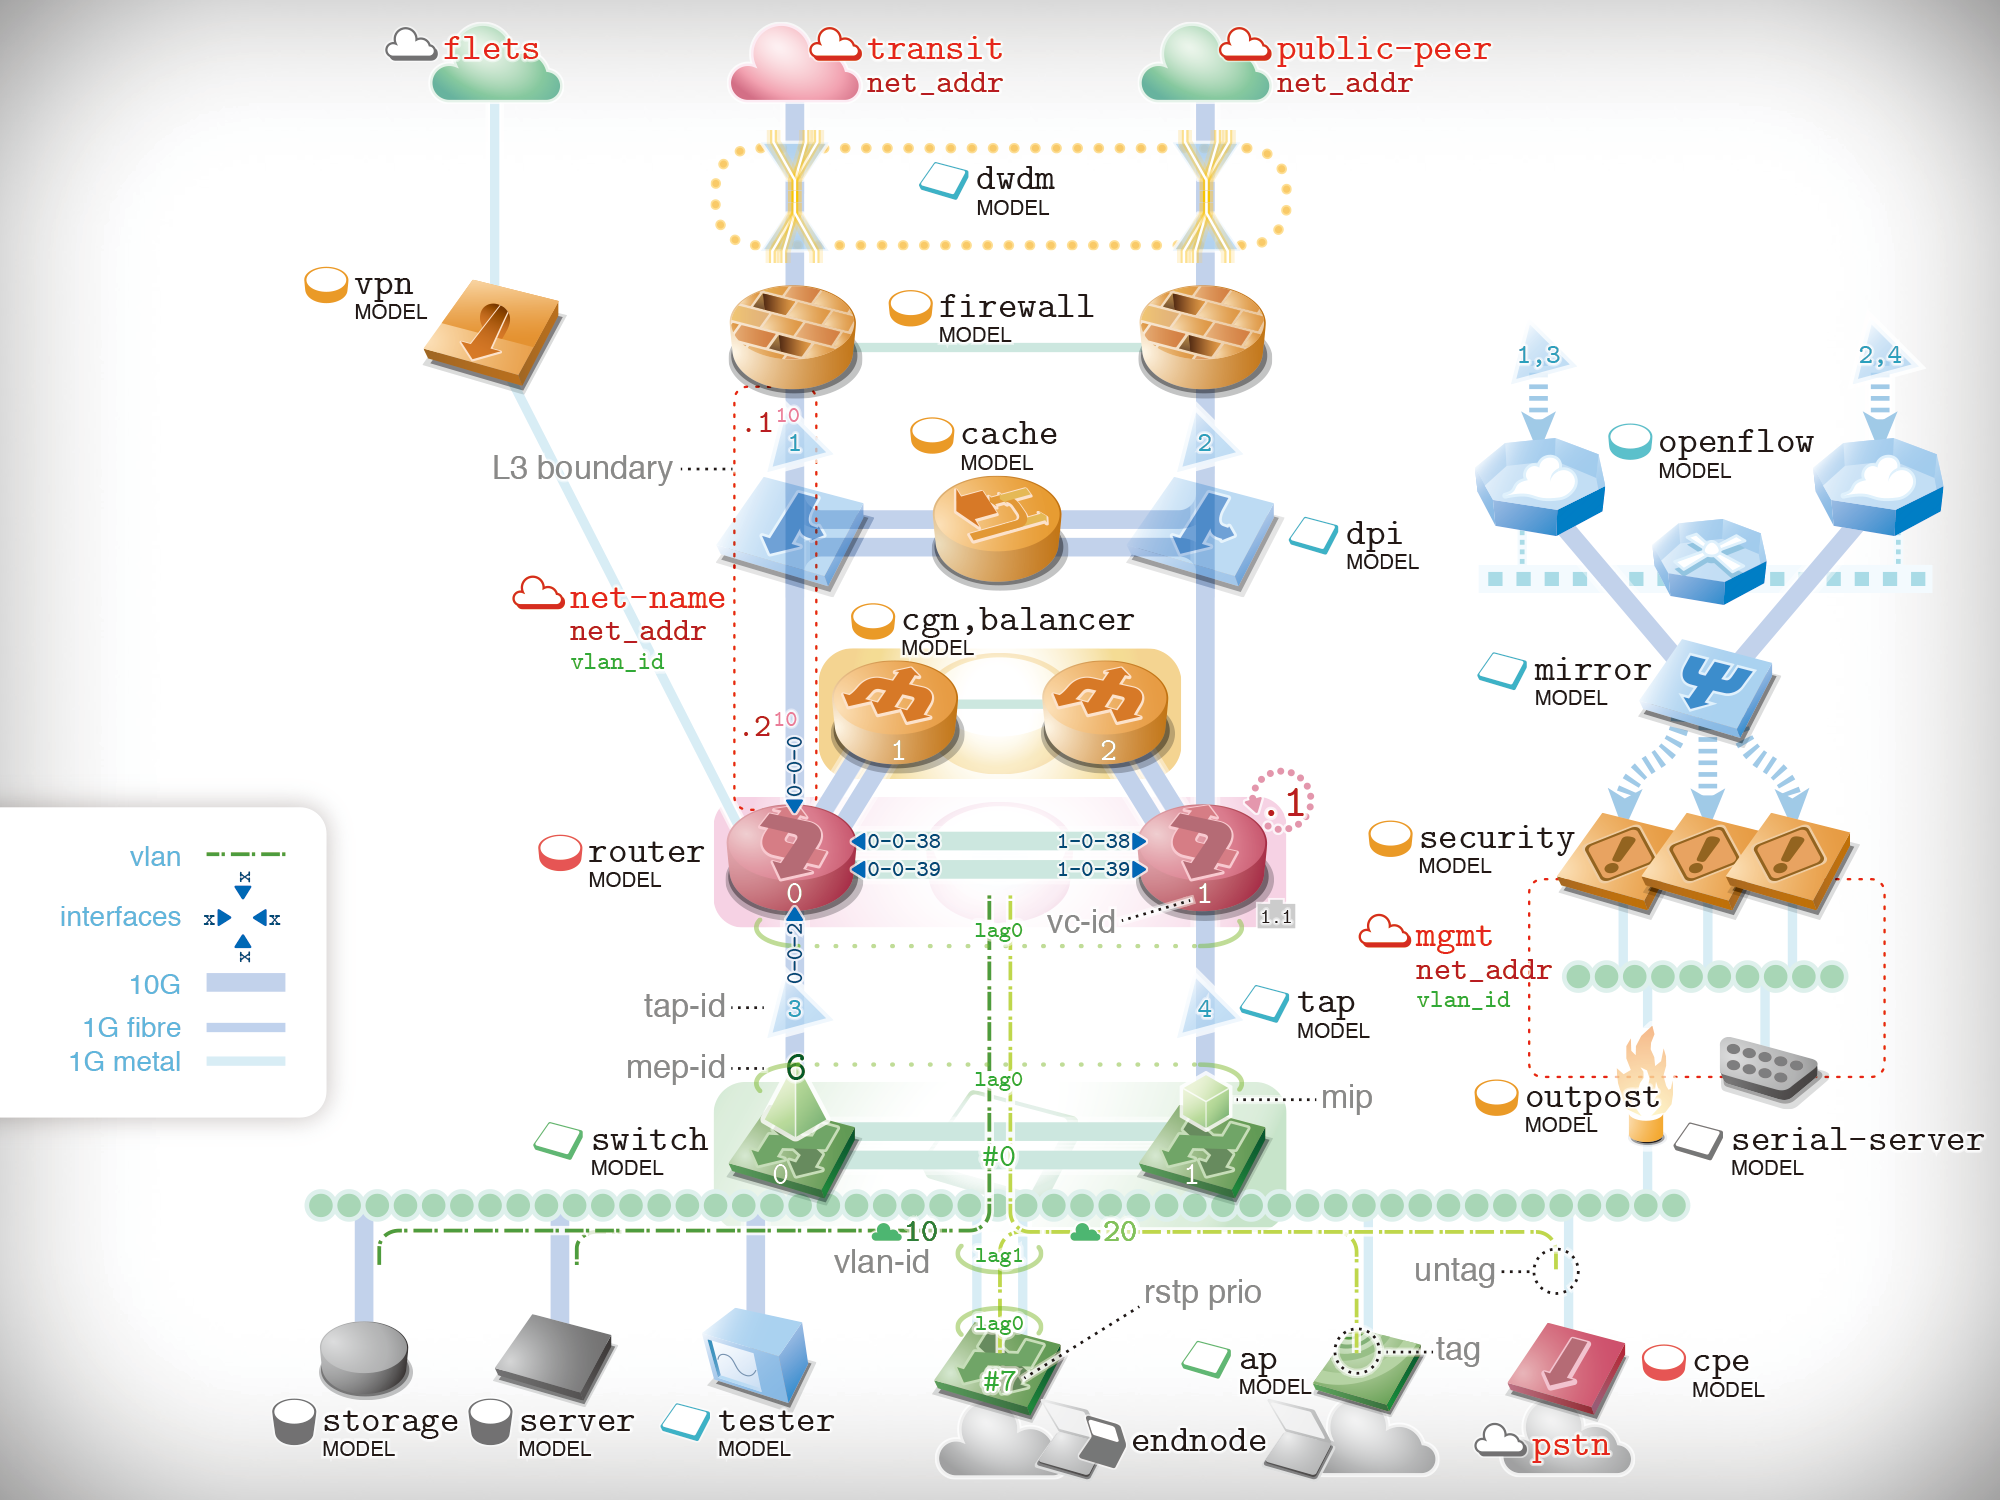 flets
transit
net_addr
public-peer
net_addr
dwdm
MODEL
vpn
MODEL
firewall
MODEL
1,3
2,4
.1 10
1
2
cache
MODEL
L3 boundary
openflow
MODEL
dpi
MODEL
net-name
net_addr
vlan_id
cgn,balancer
MODEL
mirror
MODEL
.2 10
0-0-0
1
2
.1
router
MODEL
0-0-38
1-0-38
0-0-39
1-0-39
0
1
security
MODEL
vlan
x
interfaces
x
x
x
10G
1G fibre
1G metal
lag0
vc-id
1.1
0-0-2
mgmt
net_addr
vlan_id
tap-id
3
4
tap
MODEL
mep-id
6
lag0
mip
outpost
MODEL
switch
MODEL
#0
0
1
serial-server
MODEL
10
20
vlan-id
lag1
untag
rstp prio
lag0
#7
ap
MODEL
tag
cpe
MODEL
storage
MODEL
server
MODEL
tester
MODEL
endnode
pstn